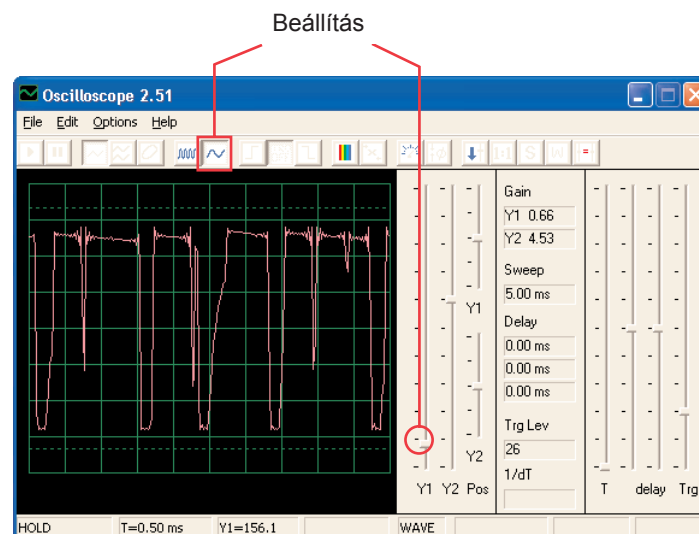 Beállítás
Oscilloscope 2.51
File Edit Options Help
Gain
Y1 0.66
Y2 4.53
Sweep
5.00 ms
Delay
0.00 ms
0.00 ms
0.00 ms
Trg Lev
26
1/dT
Y1
Y2
Y1 Y2 Pos
T delay Trg
HOLD T=0.50 ms Y1=156.1 WAVE